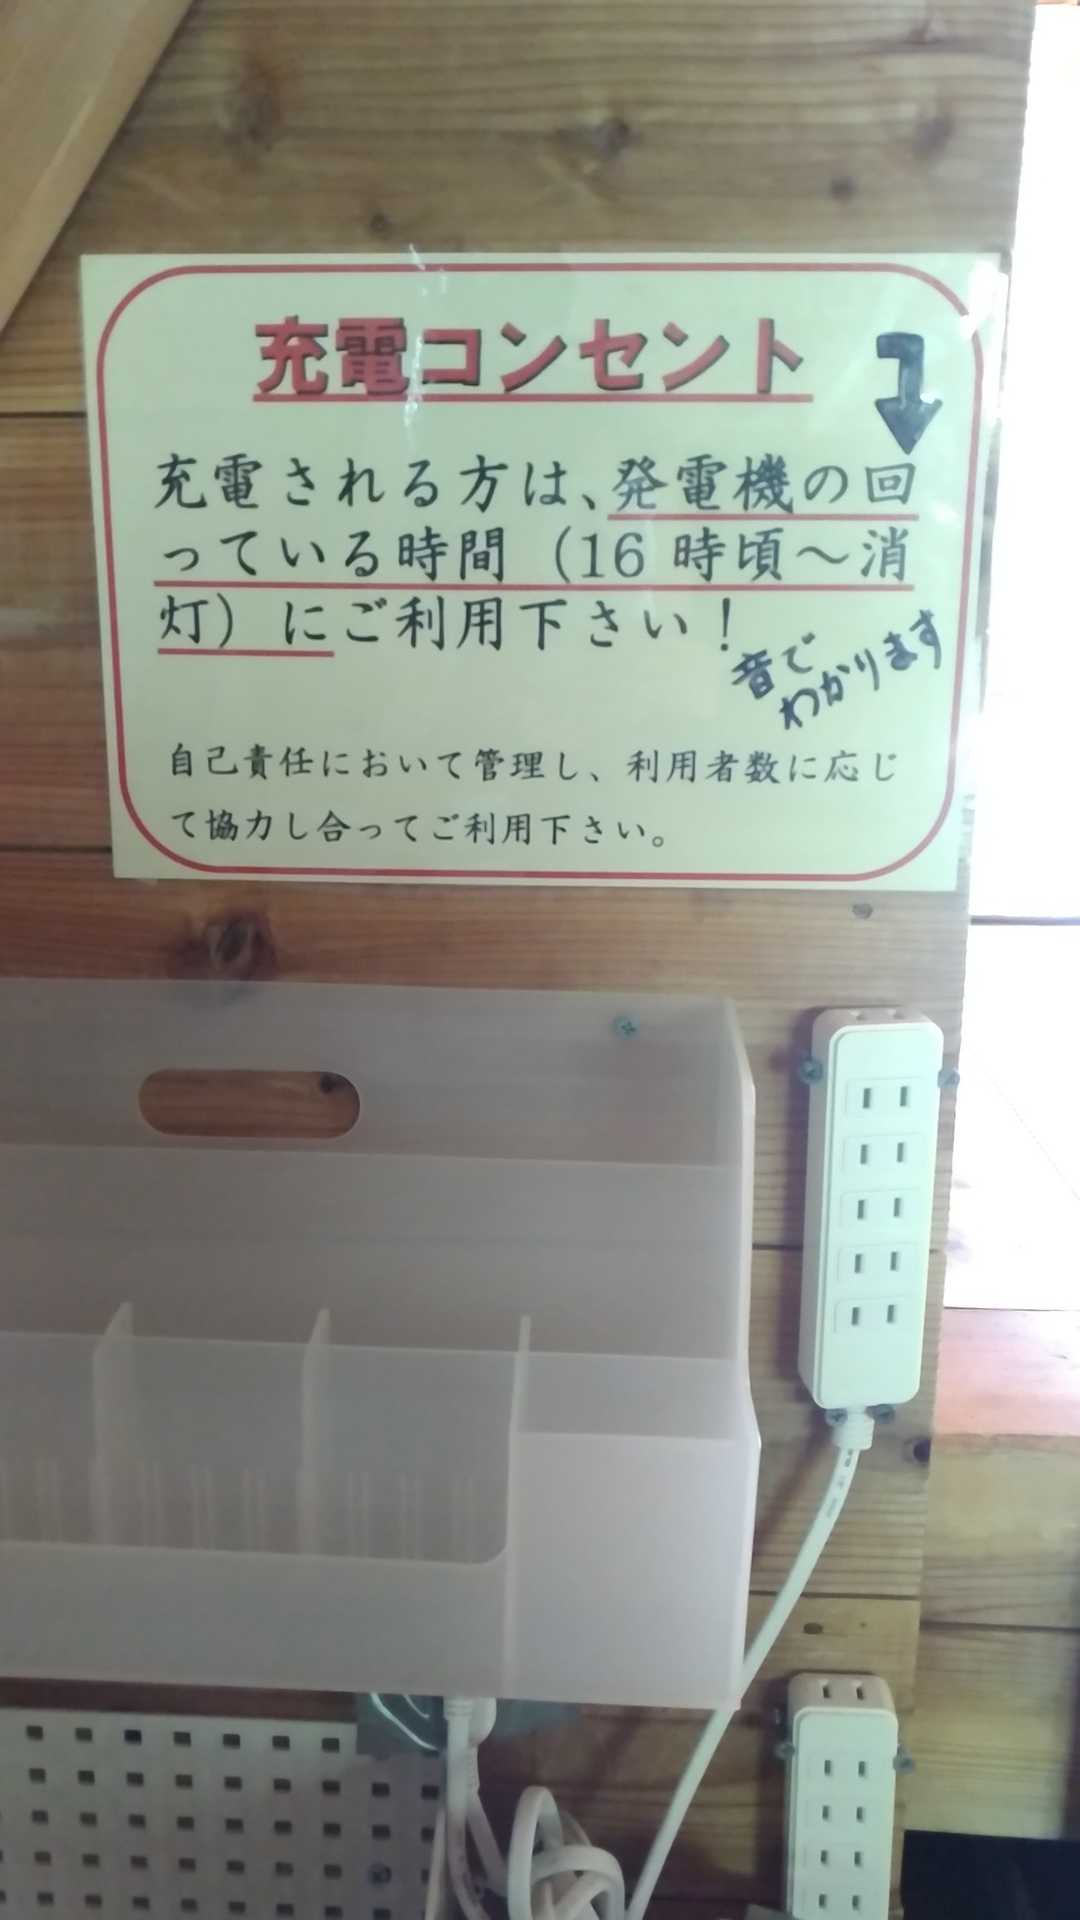 充電コンセント
充電される方は、発電機の回
っている時間（16 時頃～消
灯）にご利用下さい！
音で
わかります
自己責任において管理し、利用者数に応じ
て協力し合ってご利用下さい。